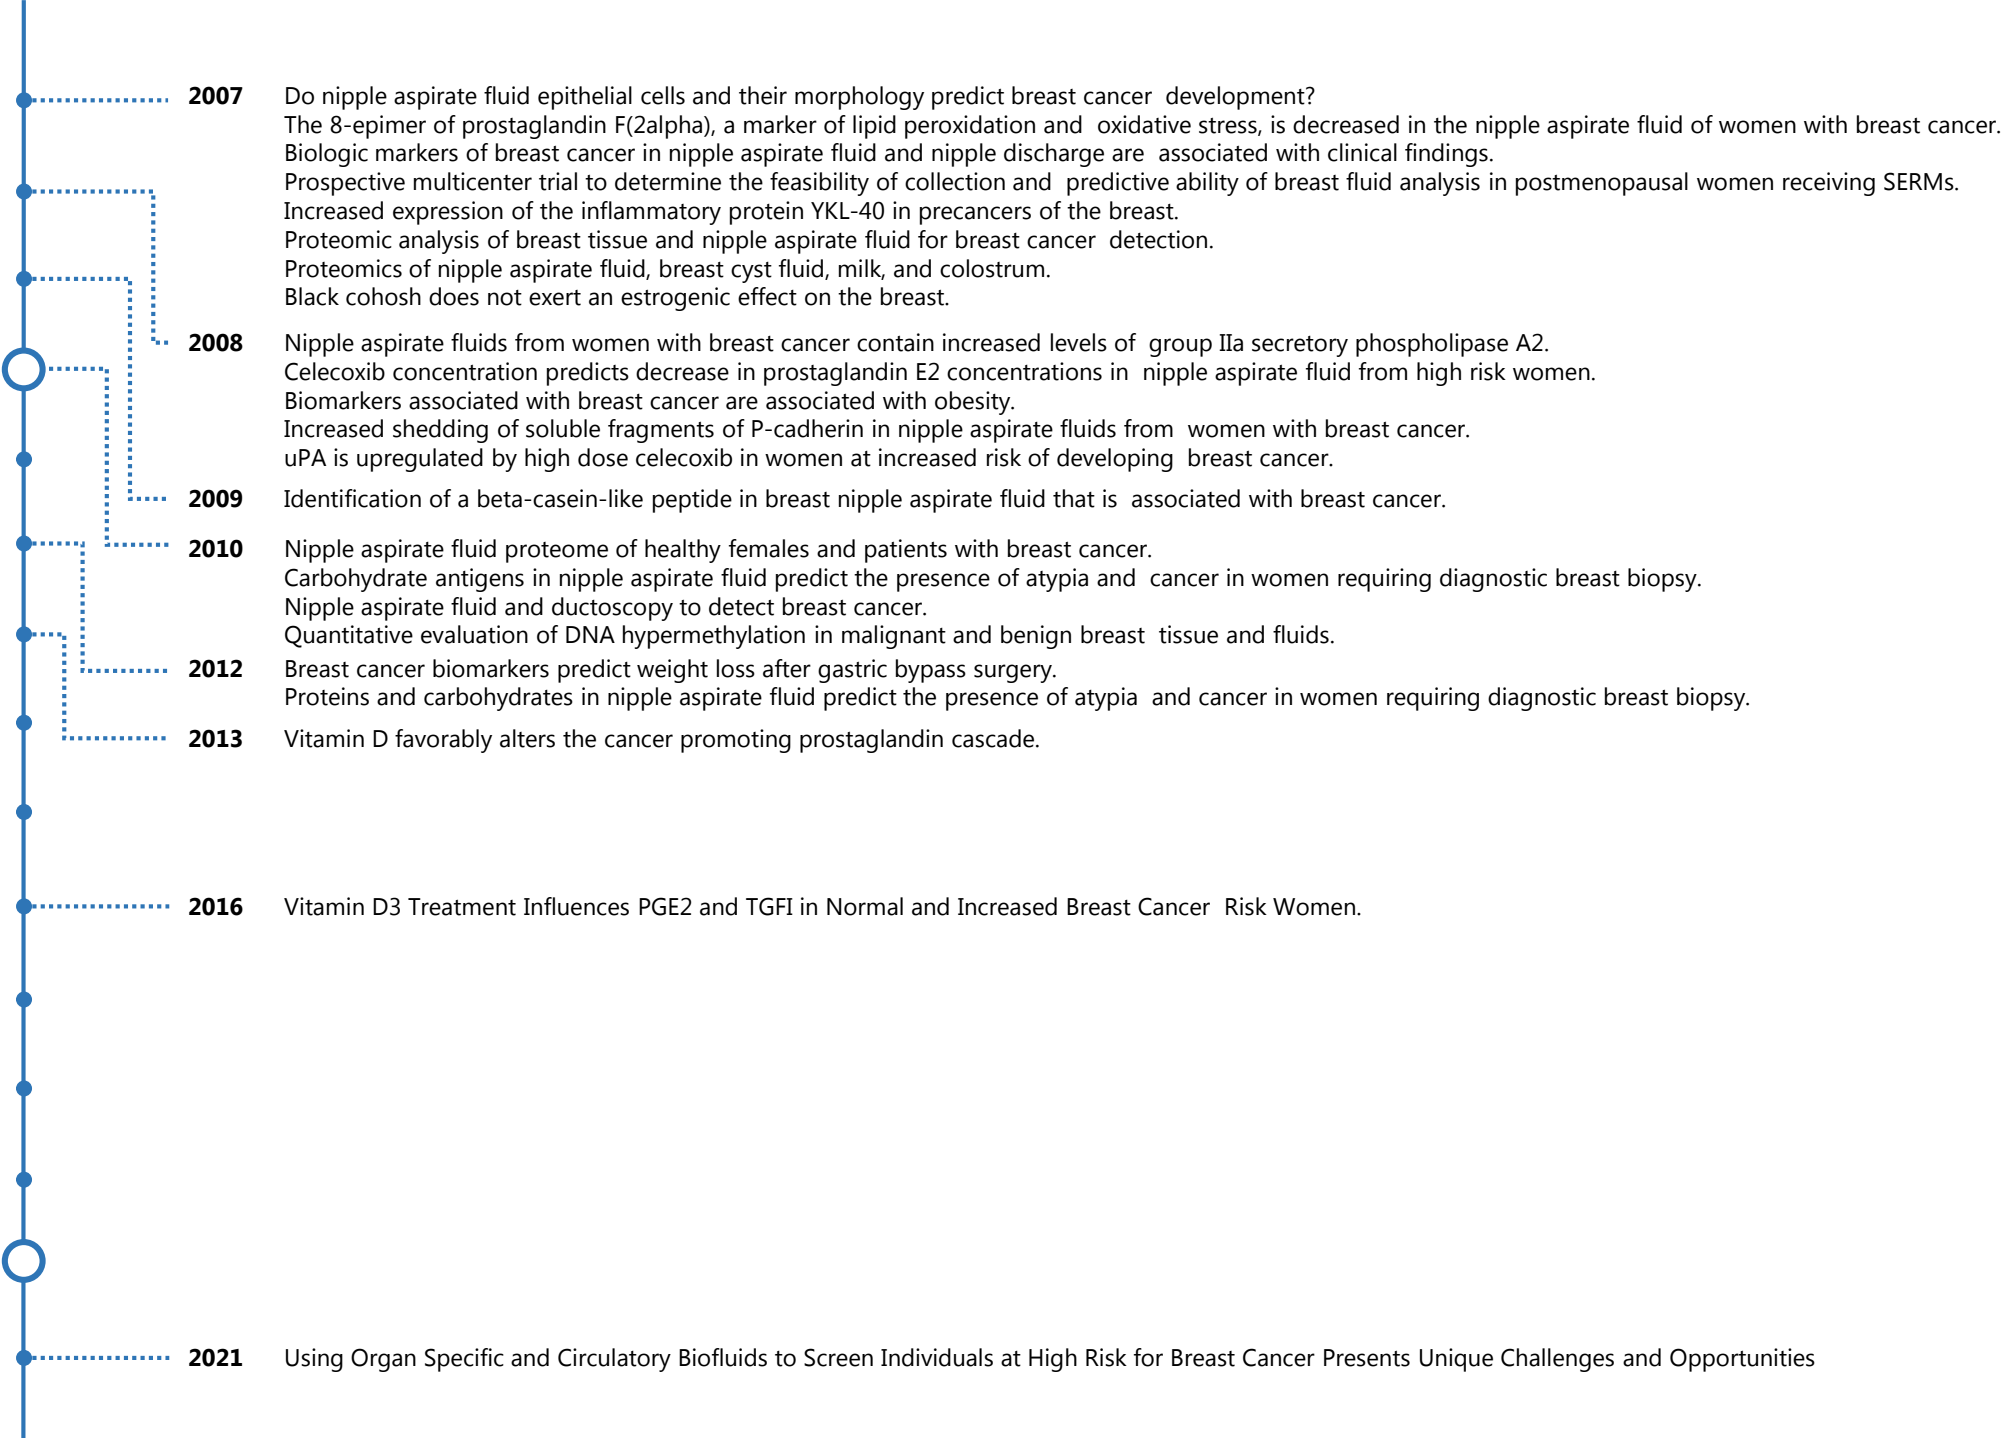 2007 Do nipple aspirate fluid epithelial cells and their morphology predict breast cancer development?
The 8-epimer of prostaglandin F(2alpha), a marker of lipid peroxidation and oxidative stress, is decreased in the nipple aspirate fluid of women with breast cancer.
Biologic markers of breast cancer in nipple aspirate fluid and nipple discharge are associated with clinical findings.
Prospective multicenter trial to determine the feasibility of collection and predictive ability of breast fluid analysis in postmenopausal women receiving SERMs.
Increased expression of the inflammatory protein YKL-40 in precancers of the breast.
Proteomic analysis of breast tissue and nipple aspirate fluid for breast cancer detection.
Proteomics of nipple aspirate fluid, breast cyst fluid, milk, and colostrum.
Black cohosh does not exert an estrogenic effect on the breast.
2008 Nipple aspirate fluids from women with breast cancer contain increased levels of group IIa secretory phospholipase A2.
Celecoxib concentration predicts decrease in prostaglandin E2 concentrations in nipple aspirate fluid from high risk women.
Biomarkers associated with breast cancer are associated with obesity.
Increased shedding of soluble fragments of P-cadherin in nipple aspirate fluids from women with breast cancer.
uPA is upregulated by high dose celecoxib in women at increased risk of developing breast cancer.
2009 Identification of a beta-casein-like peptide in breast nipple aspirate fluid that is associated with breast cancer.
2010 Nipple aspirate fluid proteome of healthy females and patients with breast cancer.
Carbohydrate antigens in nipple aspirate fluid predict the presence of atypia and cancer in women requiring diagnostic breast biopsy.
Nipple aspirate fluid and ductoscopy to detect breast cancer.
Quantitative evaluation of DNA hypermethylation in malignant and benign breast tissue and fluids.
2012 Breast cancer biomarkers predict weight loss after gastric bypass surgery.
Proteins and carbohydrates in nipple aspirate fluid predict the presence of atypia and cancer in women requiring diagnostic breast biopsy.
2013 Vitamin D favorably alters the cancer promoting prostaglandin cascade.
2016 Vitamin D3 Treatment Influences PGE2 and TGFI in Normal and Increased Breast Cancer Risk Women.
2021 Using Organ Specific and Circulatory Biofluids to Screen Individuals at High Risk for Breast Cancer Presents Unique Challenges and Opportunities